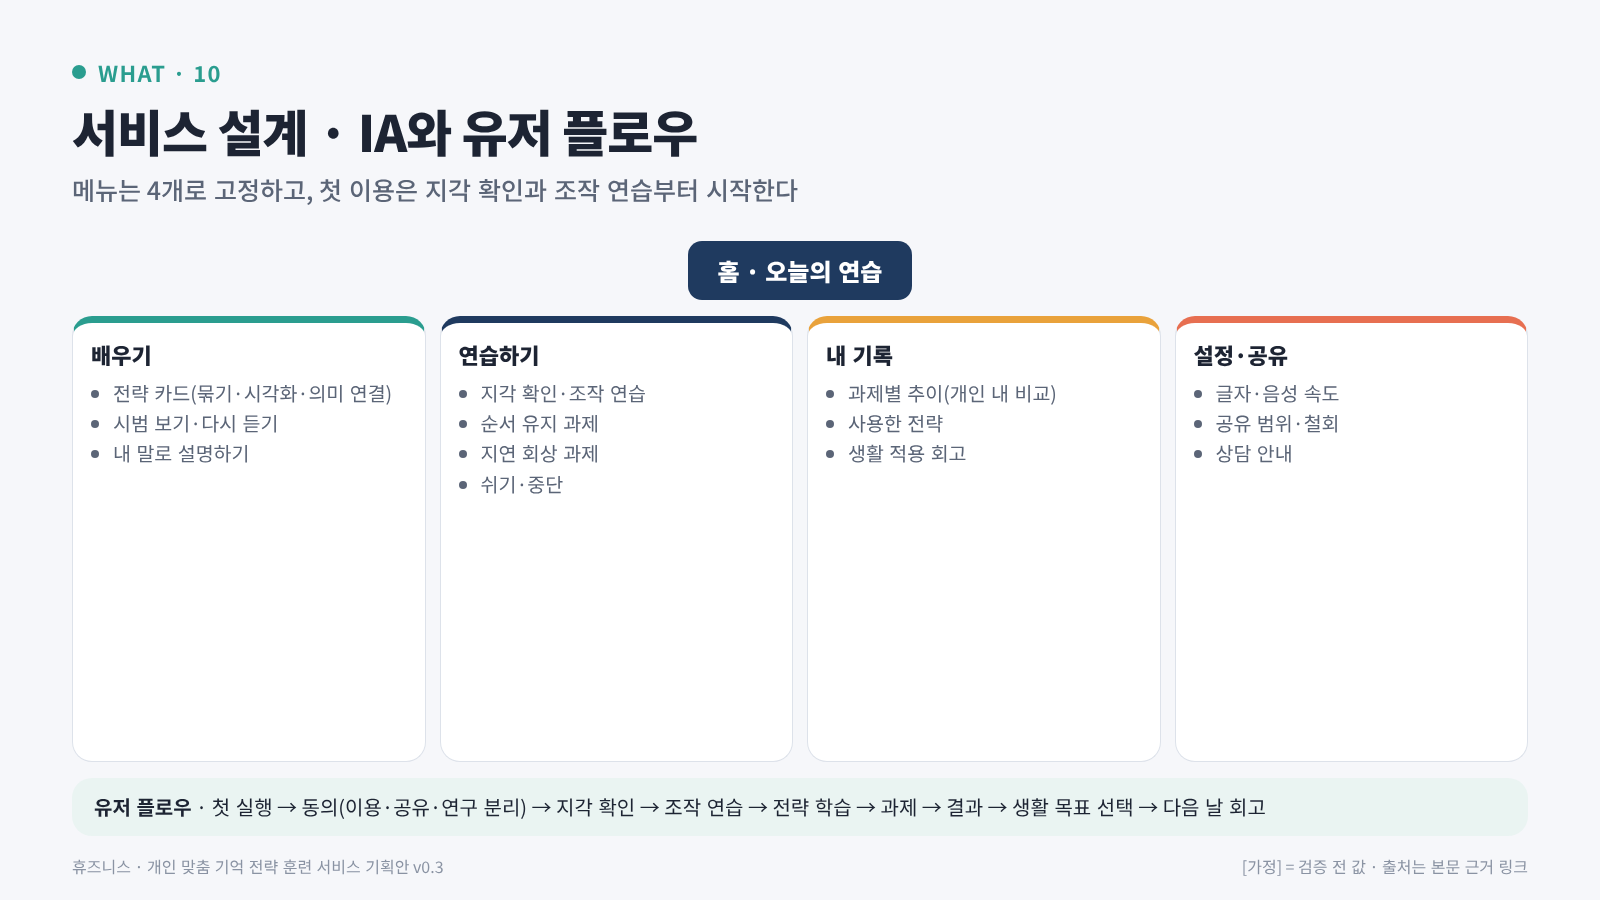 WHAT · 10
서비스 설계 · IA와 유저 플로우
메뉴는 4개로 고정하고, 첫 이용은 지각 확인과 조작 연습부터 시작한다
홈 · 오늘의 연습
배우기
전략 카드(묶기·시각화·의미 연결)
시범 보기·다시 듣기
내 말로 설명하기
연습하기
지각 확인·조작 연습
순서 유지 과제
지연 회상 과제
쉬기·중단
내 기록
과제별 추이(개인 내 비교)
사용한 전략
생활 적용 회고
설정·공유
글자·음성 속도
공유 범위·철회
상담 안내
유저 플로우 · 첫 실행 → 동의(이용·공유·연구 분리) → 지각 확인 → 조작 연습 → 전략 학습 → 과제 → 결과 → 생활 목표 선택 → 다음 날 회고
휴즈니스 · 개인 맞춤 기억 전략 훈련 서비스 기획안 v0.3
[가정] = 검증 전 값 · 출처는 본문 근거 링크